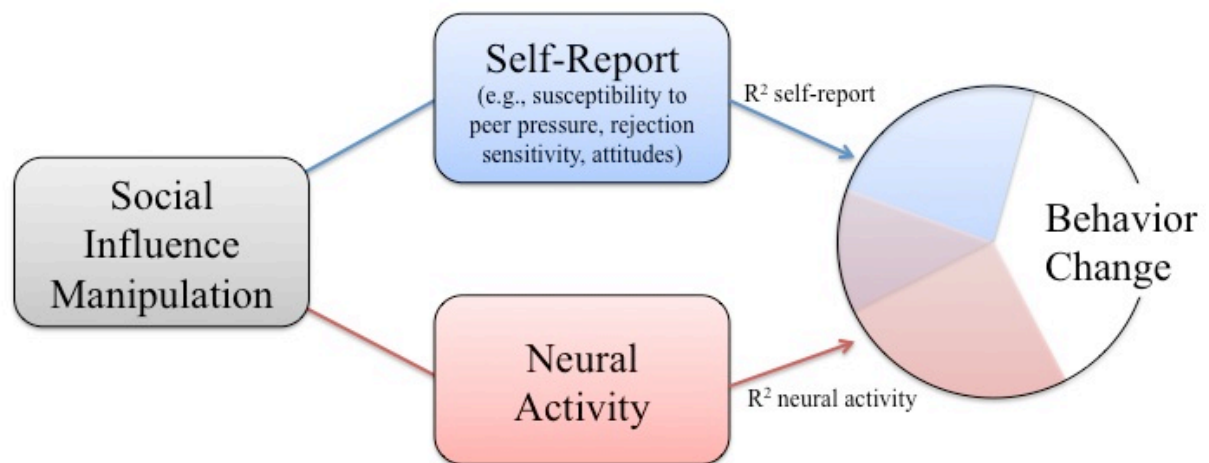 Social
Influence
Manipulation
Self-Report
(e.g., susceptibility to
peer pressure, rejection
sensitivity, attitudes)
R² self-report
Neural
Activity
R² neural activity
Behavior
Change